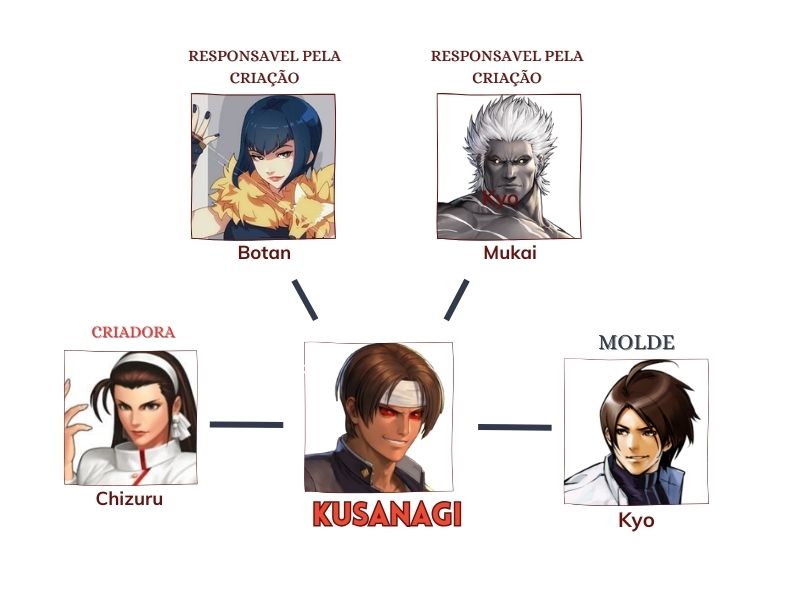 RESPONSAVEL PELA
CRIAÇÃO
RESPONSAVEL PELA
CRIAÇÃO
Kyo
Botan
Mukai
CRIADORA
MOLDE
Chizuru
KUSANAGI
Kyo